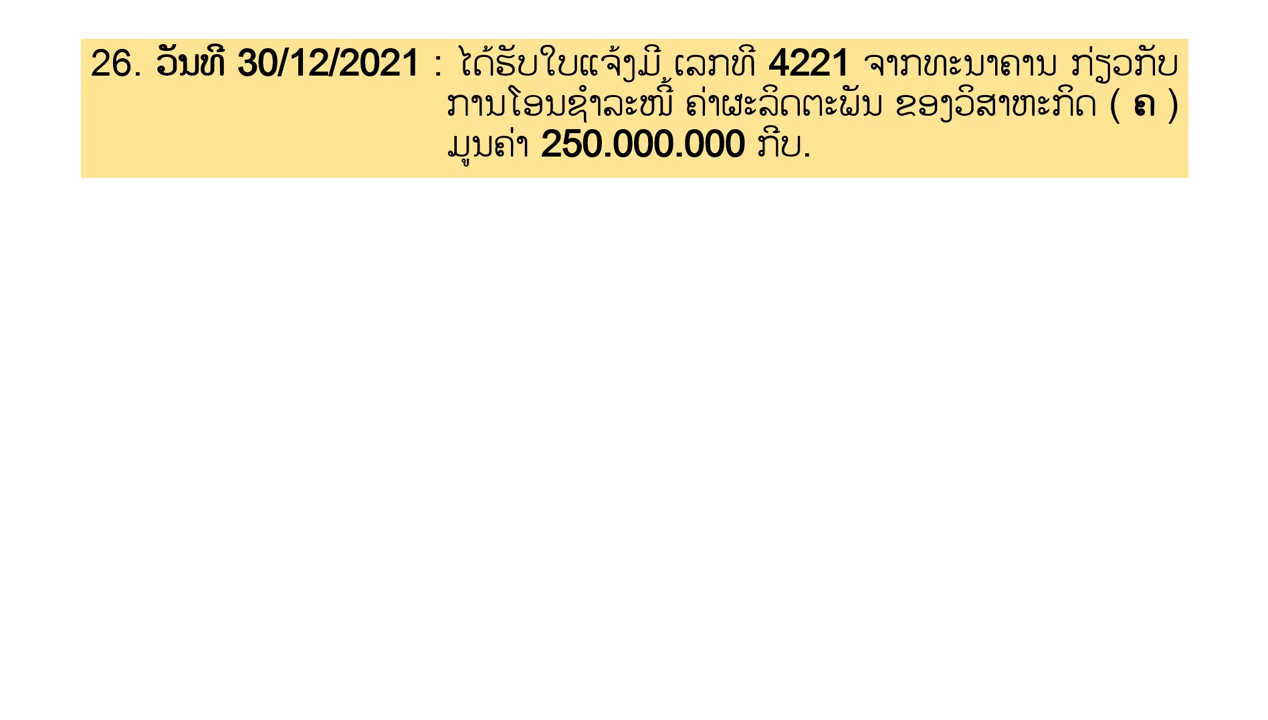 26. ວັນທີ 30/12/2021 : ໄດ້ຮັບໃບແຈ້ງມີ ເລກທີ 4221 ຈາກທະນາຄານ ກ່ຽວກັບ
ການໂອນຊຳລະໜີ້ ຄ່າຜະລິດຕະພັນ ຂອງວິສາຫະກິດ ( ຄ )
ມູນຄ່າ 250.000.000 ກີບ.